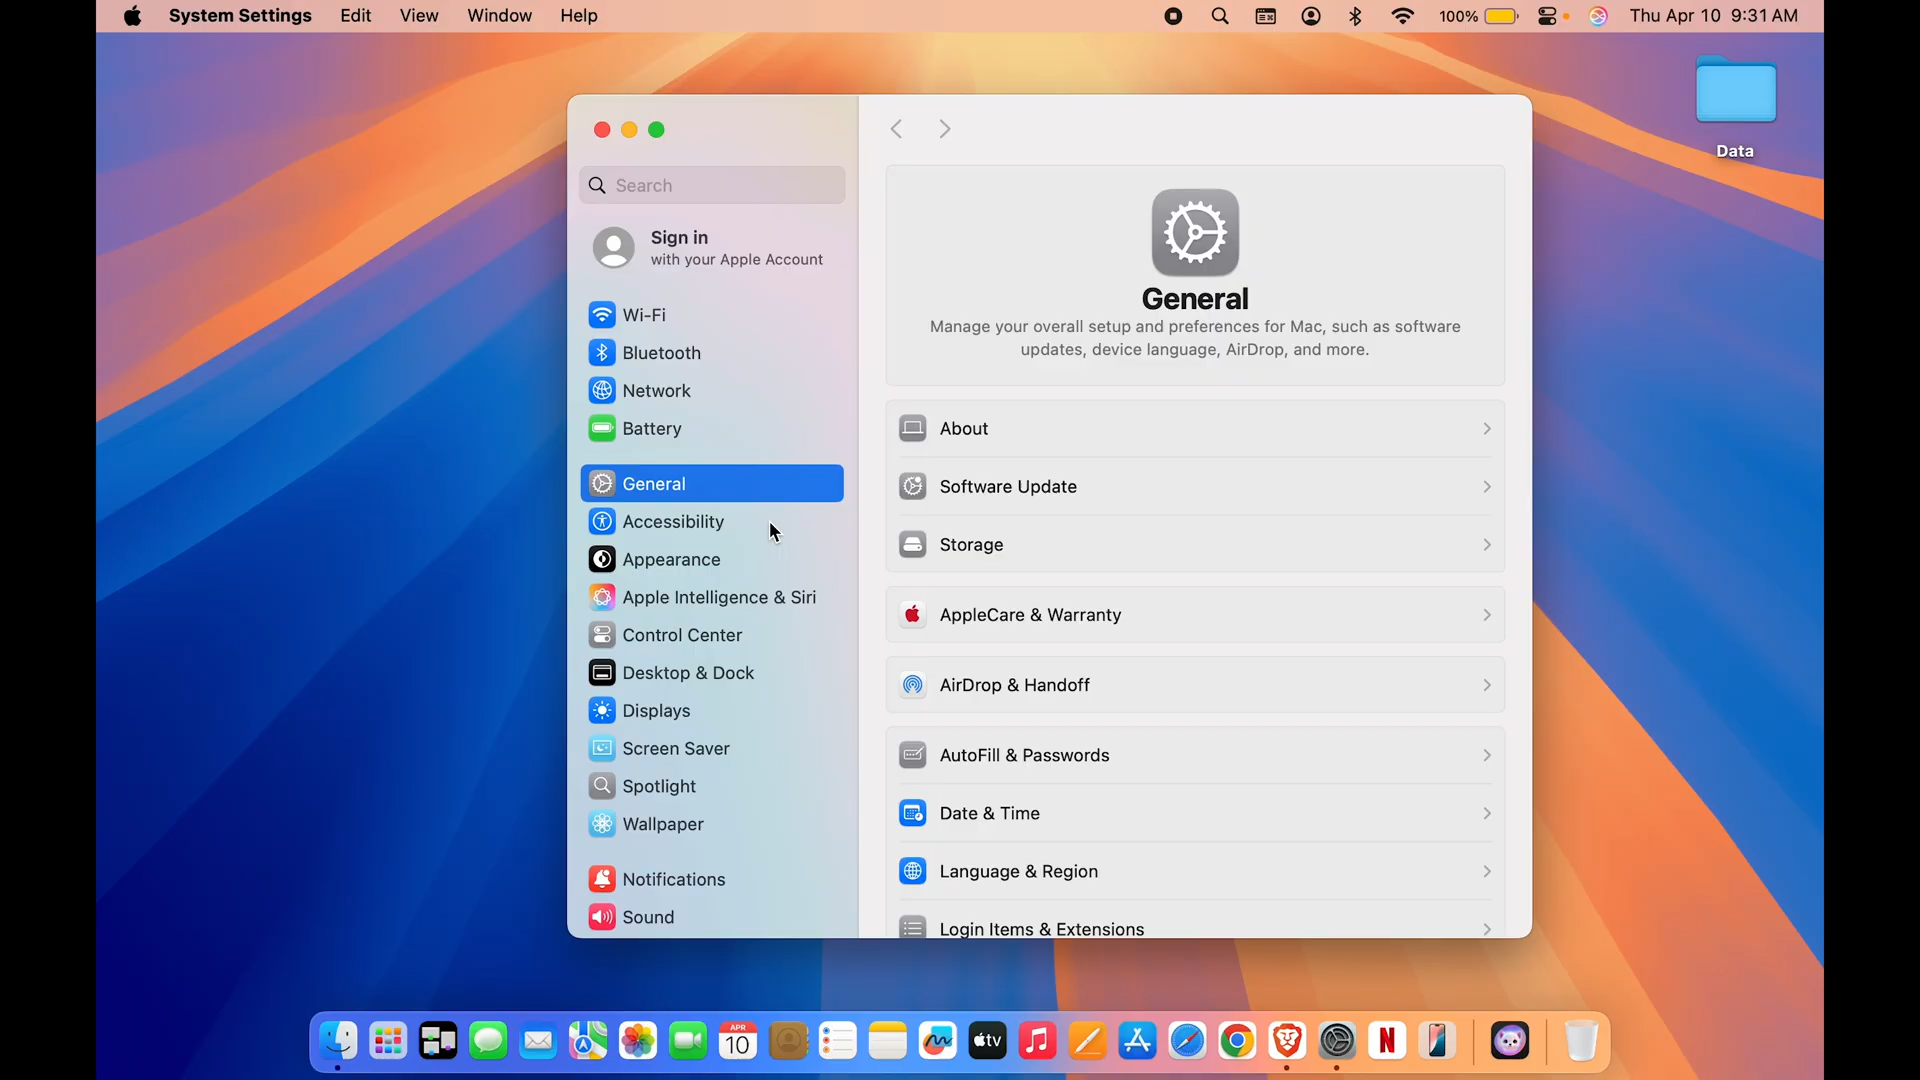 System Settings Edit View Window Help 100% Thu Apr 10 9:31 AM
Data
Search
Sign in
with your Apple Account
Wi-Fi
Bluetooth
Network
Battery
General
Accessibility
Appearance
Apple Intelligence & Siri
Control Center
Desktop & Dock
Displays
Screen Saver
Spotlight
Wallpaper
Notifications
Sound
General
Manage your overall setup and preferences for Mac, such as software
updates, device language, AirDrop, and more.
About
Software Update
Storage
AppleCare & Warranty
AirDrop & Handoff
AutoFill & Passwords
Date & Time
Language & Region
Login Items & Extensions
APR
10
tv
N